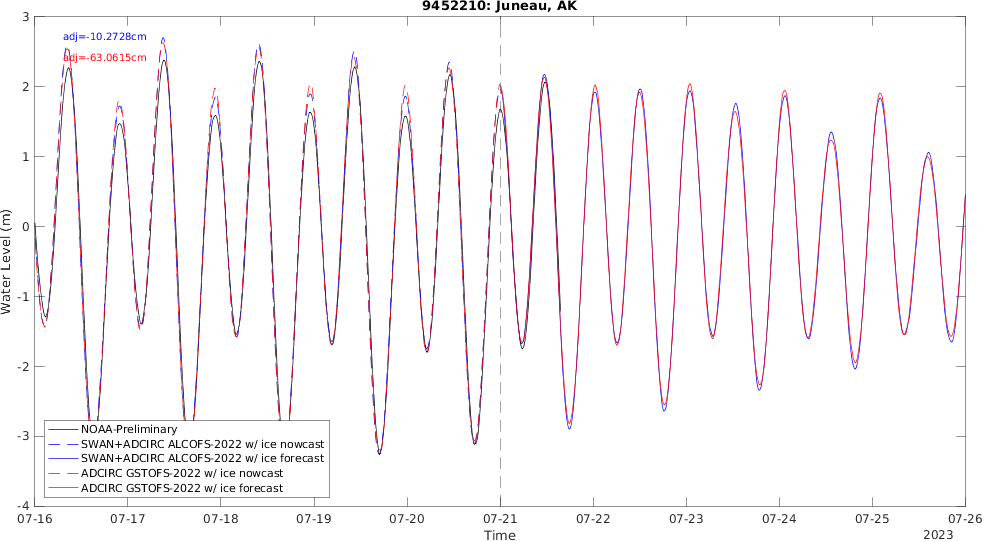 9452210: Juneau, AK
adj=-10.2728cm
adj=-63.0615cm
3
2
1
0
-1
-2
-3
-4
Water Level (m)
NOAA-Preliminary
SWAN+ADCIRC ALCOFS-2022 w/ ice nowcast
SWAN+ADCIRC ALCOFS-2022 w/ ice forecast
ADCIRC GSTOFS-2022 w/ ice nowcast
ADCIRC GSTOFS-2022 w/ ice forecast
07-16 07-17 07-18 07-19 07-20 07-21 07-22 07-23 07-24 07-25 07-26
Time
2023